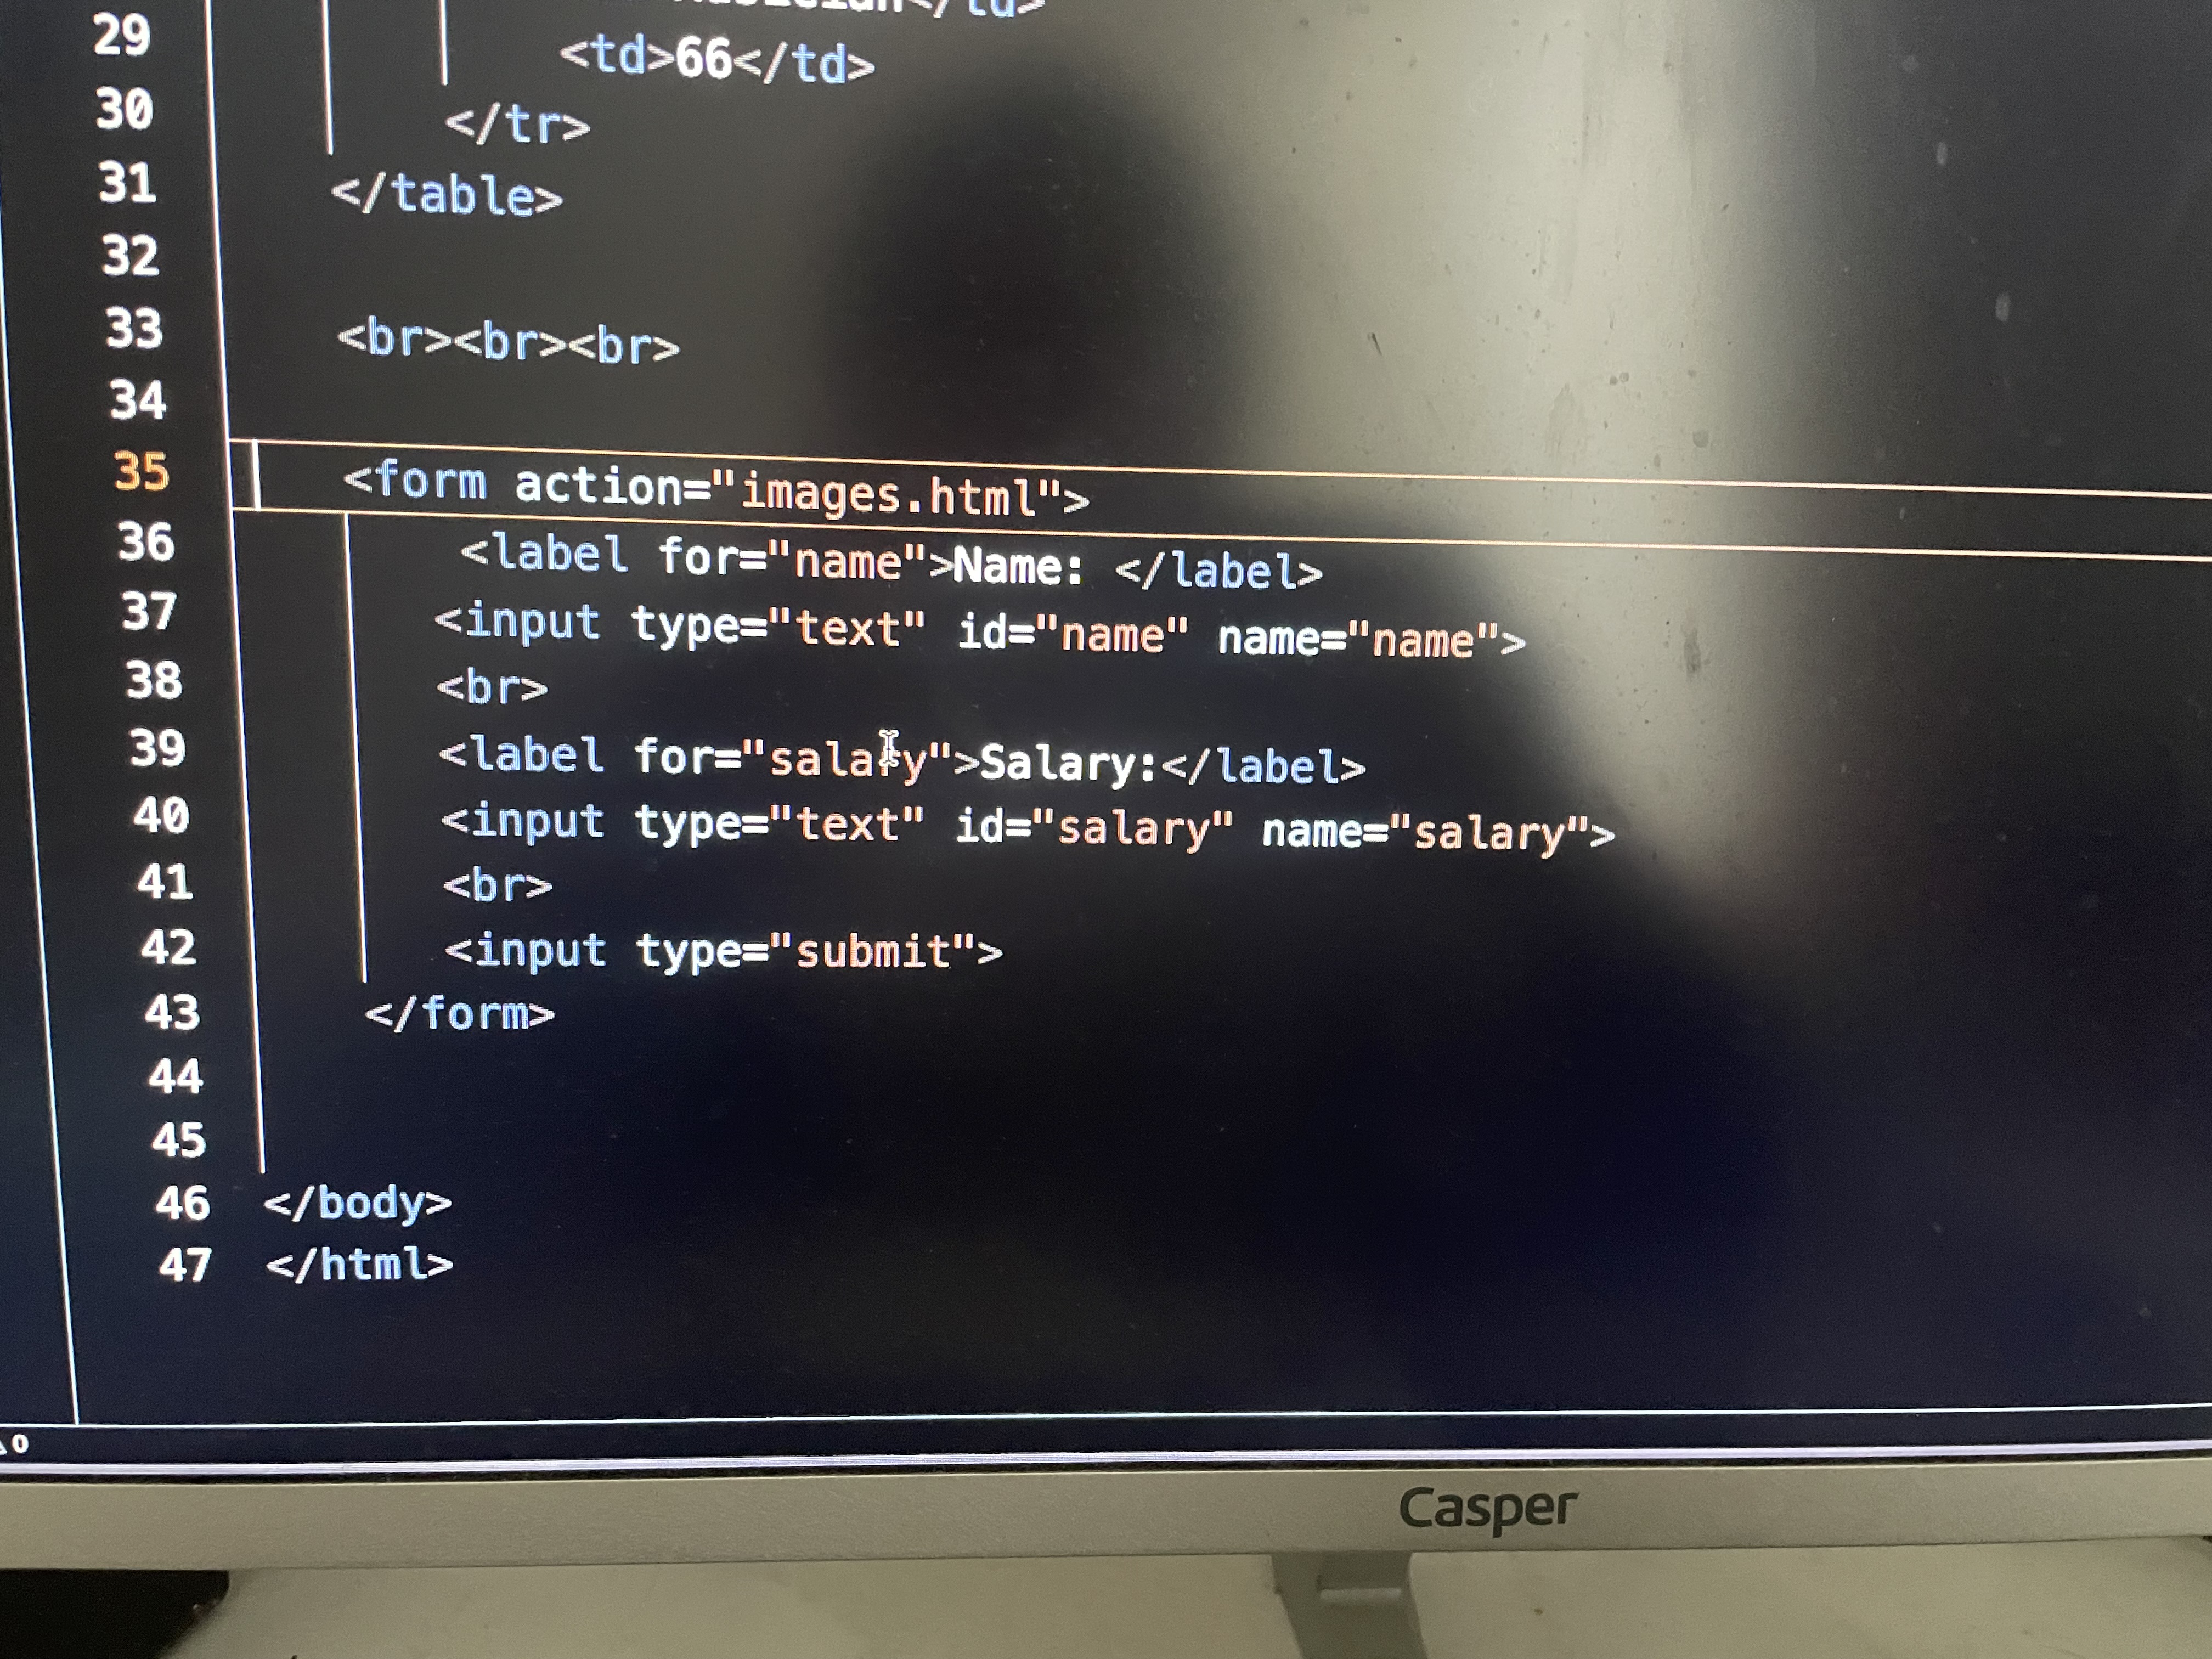 29 <td>66</td>
30 </tr>
31 </table>
32
33 <br><br><br>
34
35 <form action="images.html">
36 <label for="name">Name: </label>
37 <input type="text" id="name" name="name">
38 <br>
39 <label for="salary">Salary:</label>
40 <input type="text" id="salary" name="salary">
41 <br>
42 <input type="submit">
43 </form>
44
45
46 </body>
47 </html>
0
Casper